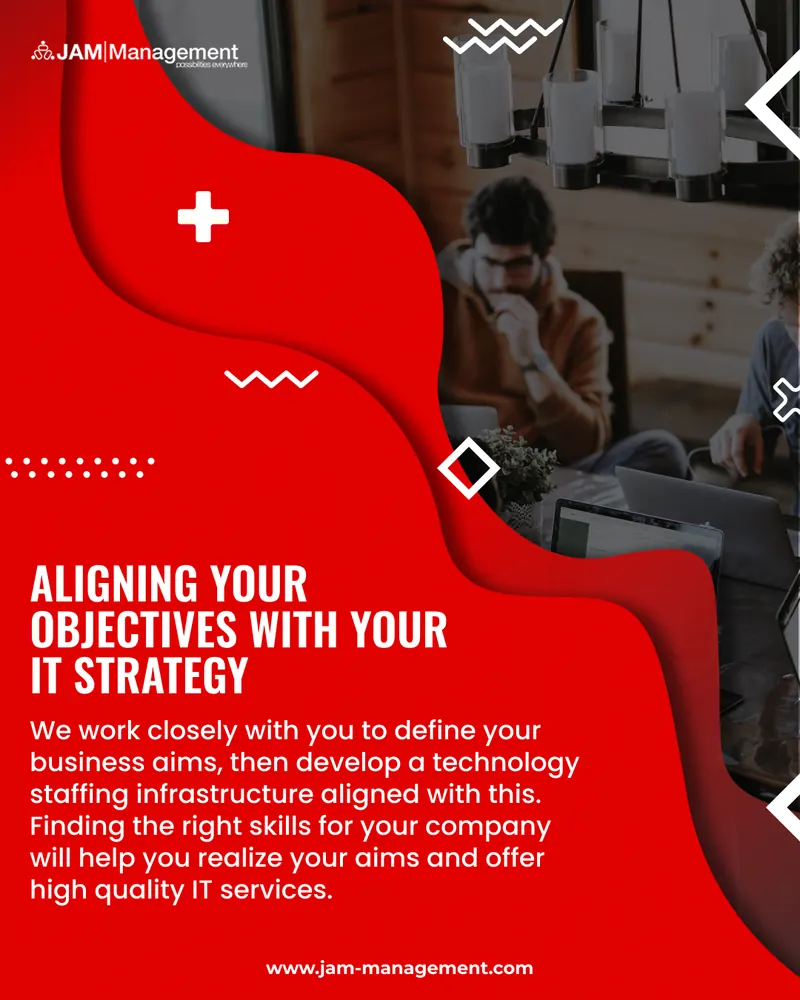 JAM|Management
possibilities everywhere
ALIGNING YOUR
OBJECTIVES WITH YOUR
IT STRATEGY
We work closely with you to define your
business aims, then develop a technology
staffing infrastructure aligned with this.
Finding the right skills for your company
will help you realize your aims and offer
high quality IT services.
www.jam-management.com